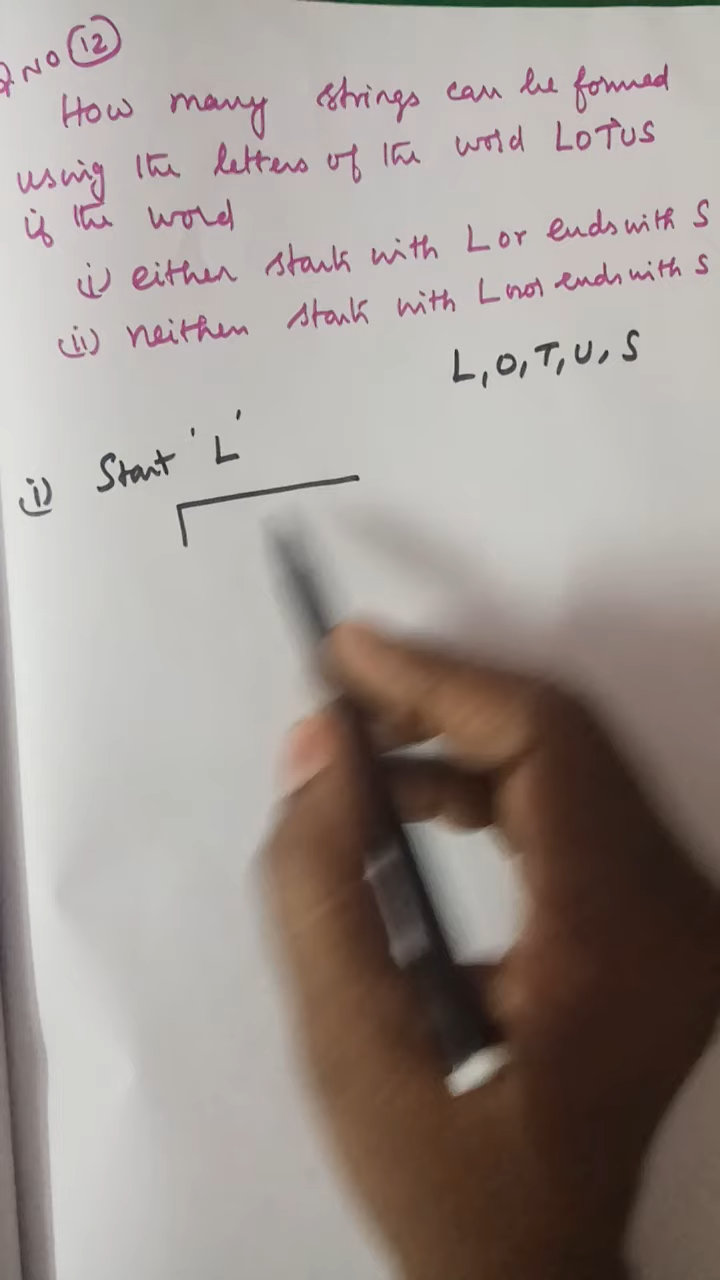 Q NO 12
How many strings can be formed
using the letters of the word LOTUS
if the word
(i) either starts with L or ends with S
(ii) neither starts with L nor ends with S
L, O, T, U, S
(i) Start 'L'